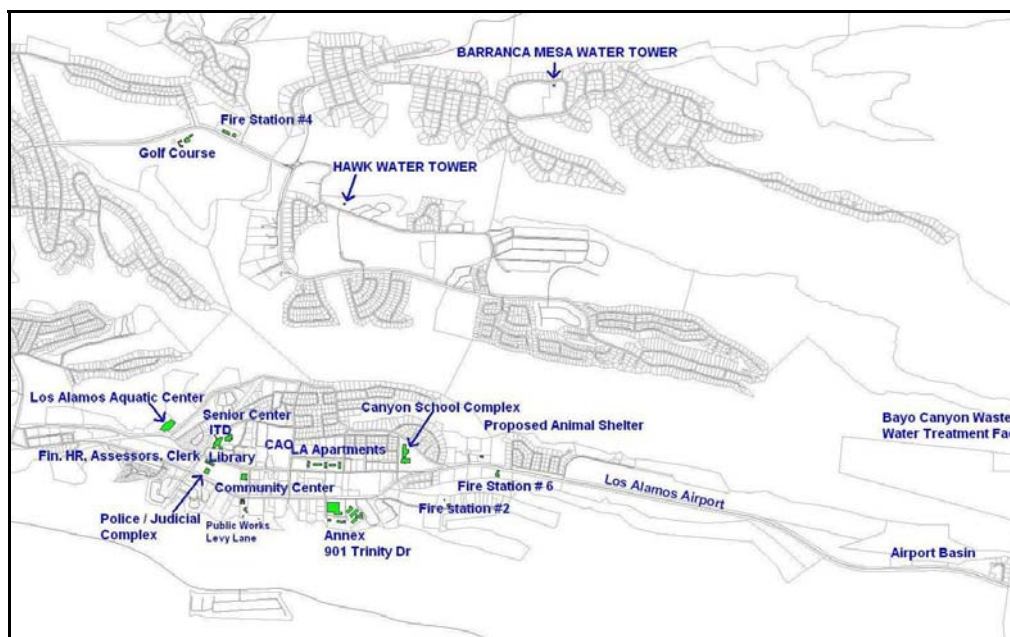 BARRANCA MESA WATER TOWER
Fire Station #4
Golf Course
HAWK WATER TOWER
Los Alamos Aquatic Center
Senior Center
ITD
Canyon School Complex
Proposed Animal Shelter
Bayo Canyon Waste
Water Treatment Fac
Fin. HR, Assessors. Clerk
Library
CAO
LA Apartments
Community Center
Fire Station # 6
Los Alamos Airport
Police / Judicial
Complex
Public Works
Levy Lane
Fire station #2
Annex
901 Trinity Dr
Airport Basin